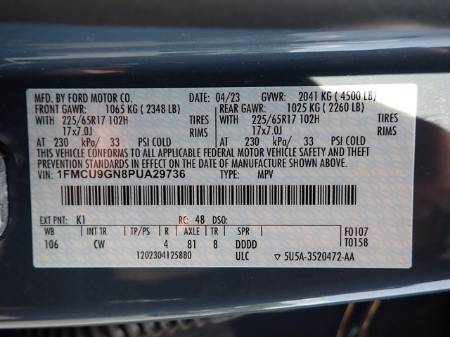 MFD. BY FORD MOTOR CO. 04/23 GVWR: 2041 KG ( 4500 LB)
FRONT GAWR: 1065 KG ( 2348 LB) REAR GAWR: 1025 KG ( 2260 LB)
WITH 225/65R17 102H TIRES WITH 225/65R17 102H TIRES
17x7.0J RIMS 17x7.0J RIMS
AT 230 kPa/ 33 PSI COLD AT 230 kPa/ 33 PSI COLD
THIS VEHICLE CONFORMS TO ALL APPLICABLE FEDERAL MOTOR VEHICLE SAFETY AND THEFT PREVENTION STANDARDS IN EFFECT ON THE DATE OF MANUFACTURE SHOWN ABOVE.
VIN: 1FMCU9GN8PUA29736 TYPE: MPV
EXT PNT: K1 RC: 48 DSO: F0107
WB INT TR TP/PS R AXLE TR SPR T0158
106 CW 4 81 8 DDDD
1202304125880 ULC 5U5A-3520472-AA